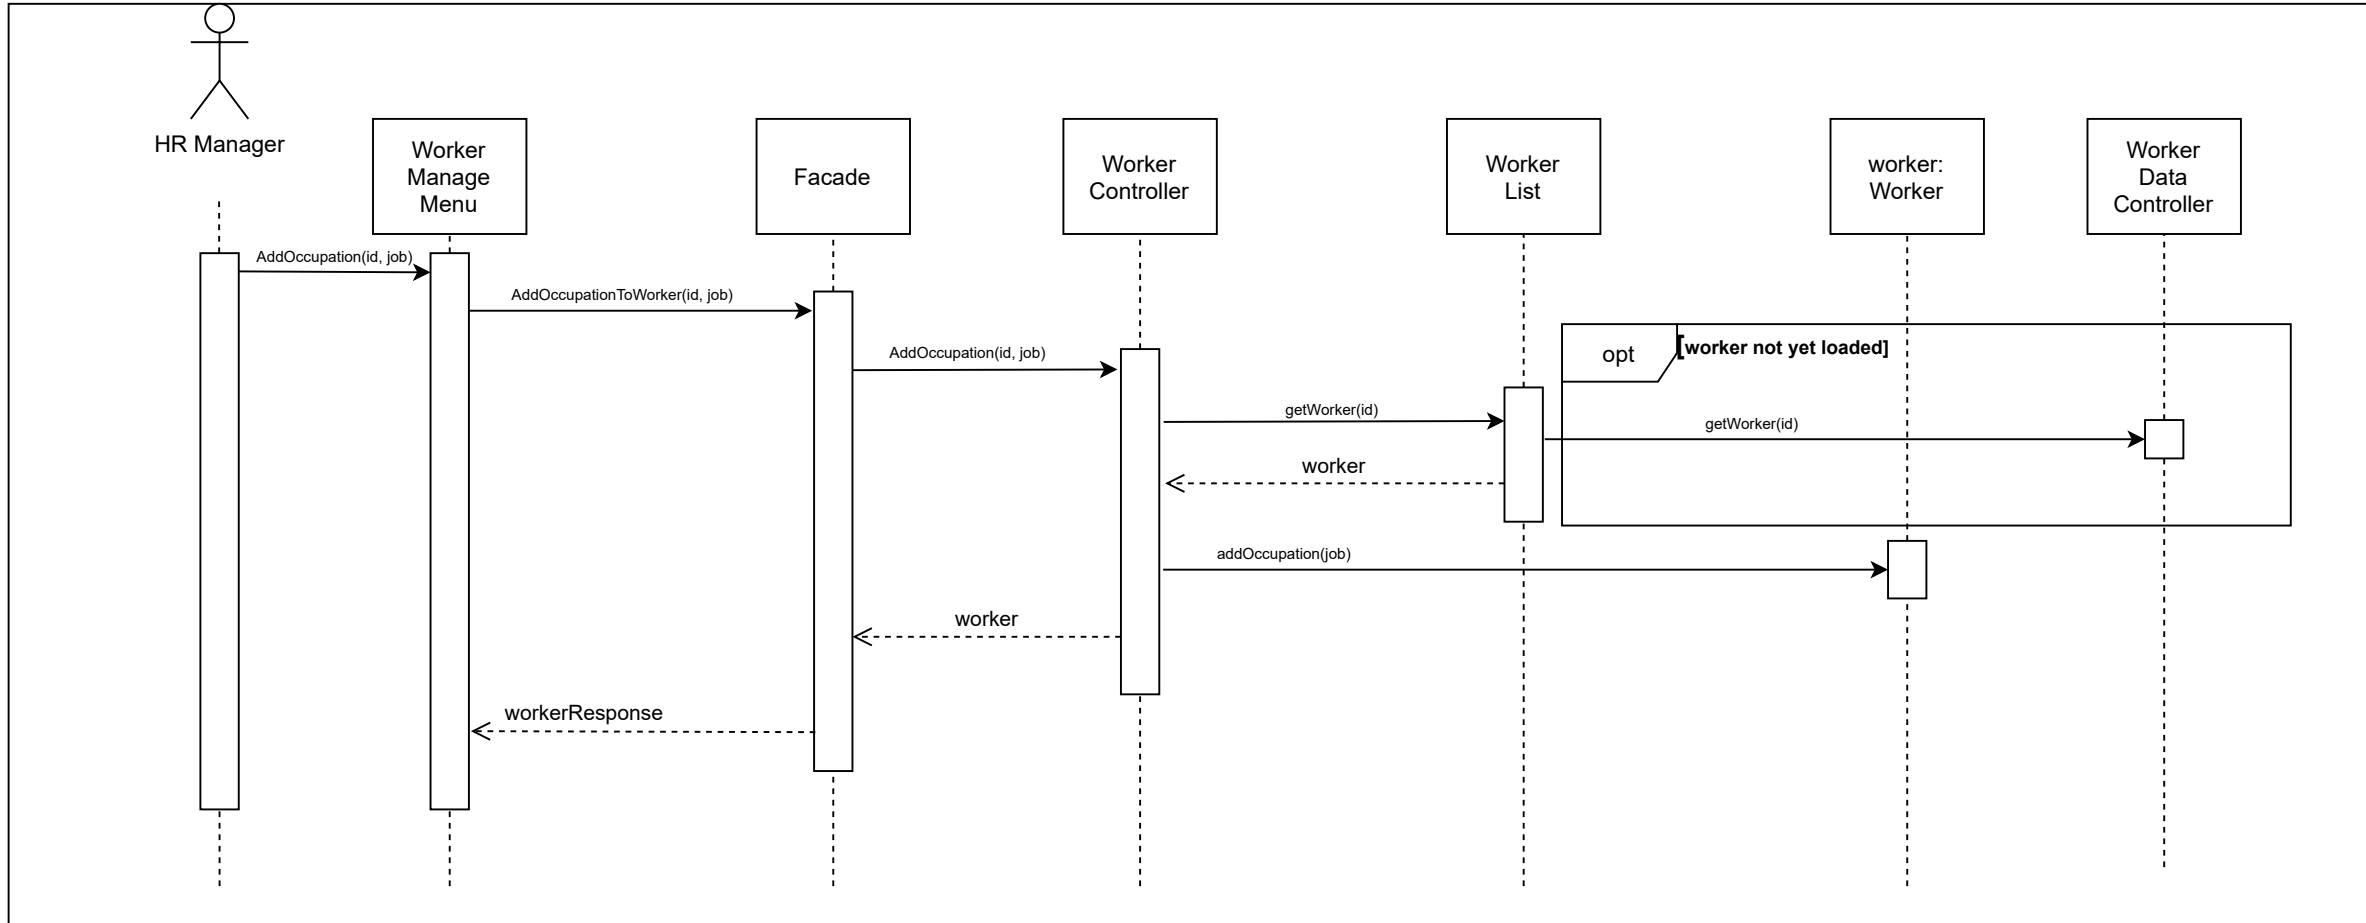 HR Manager
Worker
Manage
Menu
Facade
Worker
Controller
Worker
List
worker:
Worker
Worker
Data
Controller
AddOccupation(id, job)
AddOccupationToWorker(id, job)
AddOccupation(id, job)
opt
[worker not yet loaded]
getWorker(id)
getWorker(id)
worker
addOccupation(job)
worker
workerResponse